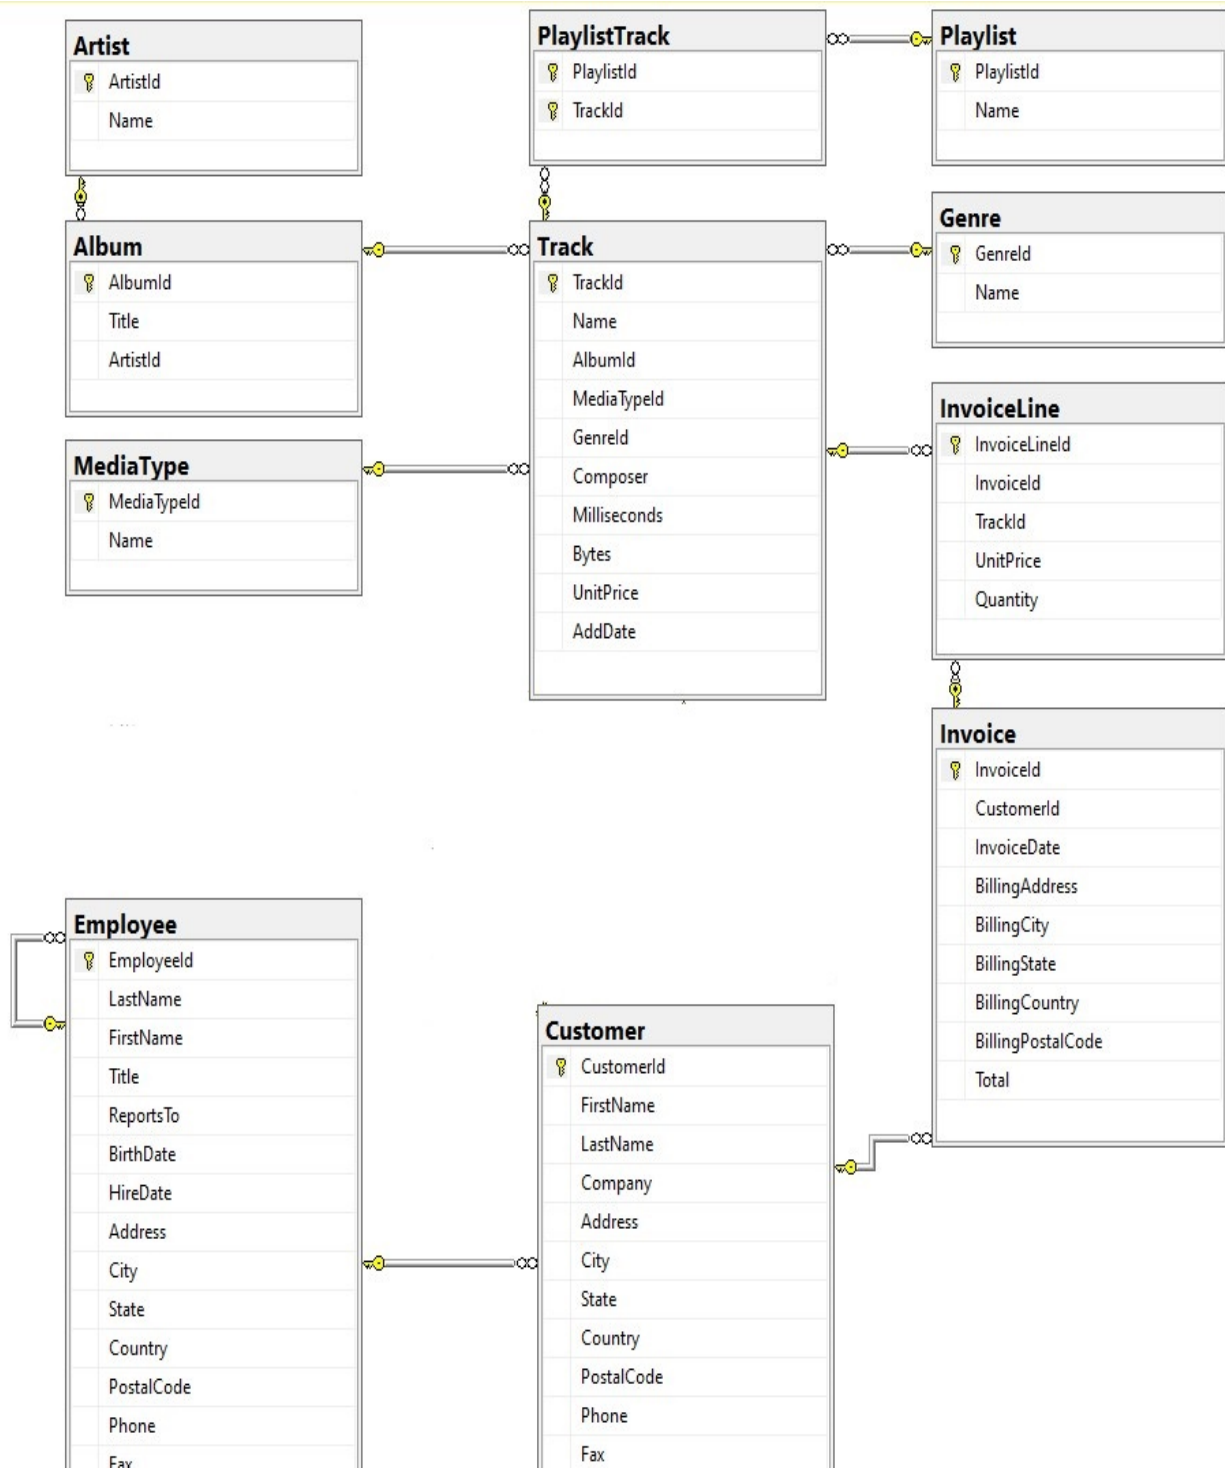 Artist
ArtistId
Name
PlaylistTrack
PlaylistId
TrackId
Playlist
PlaylistId
Name
Album
AlbumId
Title
ArtistId
Track
TrackId
Name
AlbumId
MediaTypeId
GenreId
Composer
Milliseconds
Bytes
UnitPrice
AddDate
Genre
GenreId
Name
MediaType
MediaTypeId
Name
InvoiceLine
InvoiceLineId
InvoiceId
TrackId
UnitPrice
Quantity
Invoice
InvoiceId
CustomerId
InvoiceDate
BillingAddress
BillingCity
BillingState
BillingCountry
BillingPostalCode
Total
Employee
EmployeeId
LastName
FirstName
Title
ReportsTo
BirthDate
HireDate
Address
City
State
Country
PostalCode
Phone
Fax
Customer
CustomerId
FirstName
LastName
Company
Address
City
State
Country
PostalCode
Phone
Fax